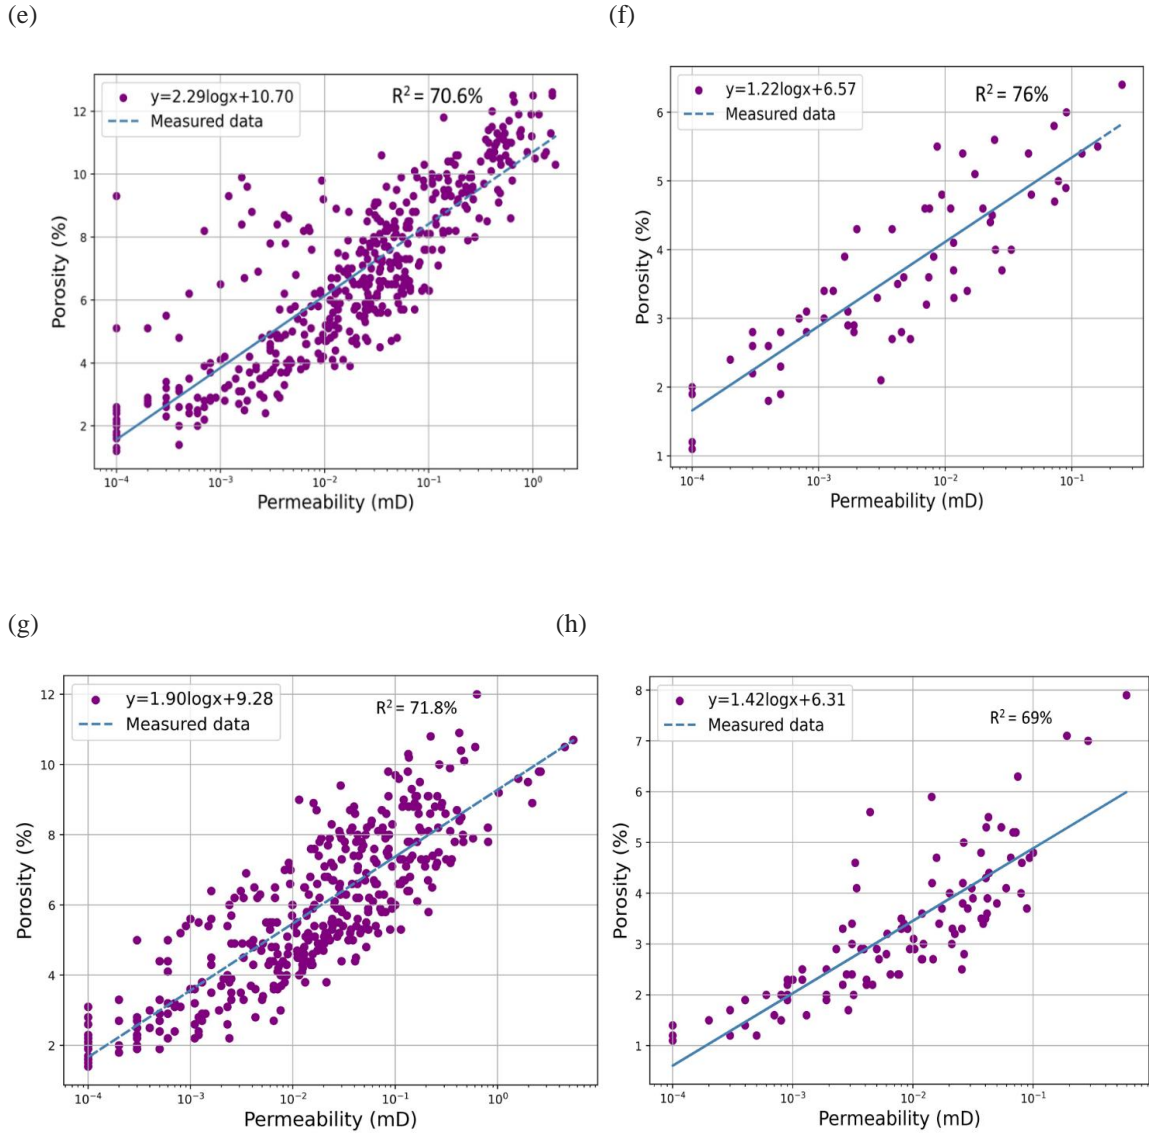 (e)
(f)
y=2.29logx+10.70
Measured data
R² = 70.6%
12
10
8
6
4
2
Porosity (%)
10⁻⁴
10⁻³
10⁻²
10⁻¹
10⁰
Permeability (mD)
y=1.22logx+6.57
Measured data
R² = 76%
6
5
4
3
2
1
Porosity (%)
10⁻⁴
10⁻³
10⁻²
10⁻¹
Permeability (mD)
(g)
(h)
y=1.90logx+9.28
Measured data
R² = 71.8%
12
10
8
6
4
2
Porosity (%)
10⁻⁴
10⁻³
10⁻²
10⁻¹
10⁰
Permeability (mD)
y=1.42logx+6.31
Measured data
R² = 69%
8
7
6
5
4
3
2
1
Porosity (%)
10⁻⁴
10⁻³
10⁻²
10⁻¹
Permeability (mD)